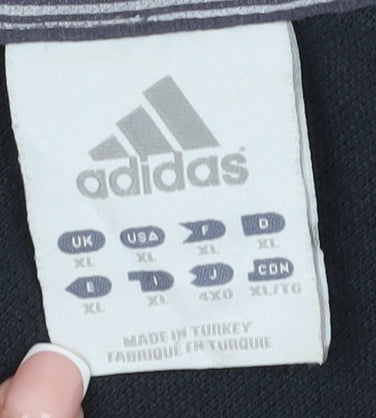 adidas
UK USA F D
XL XL XL XL
E I J CDN
XL XL 4XO XL/TG
MADE IN TURKEY
FABRIQUÉ EN TURQUIE